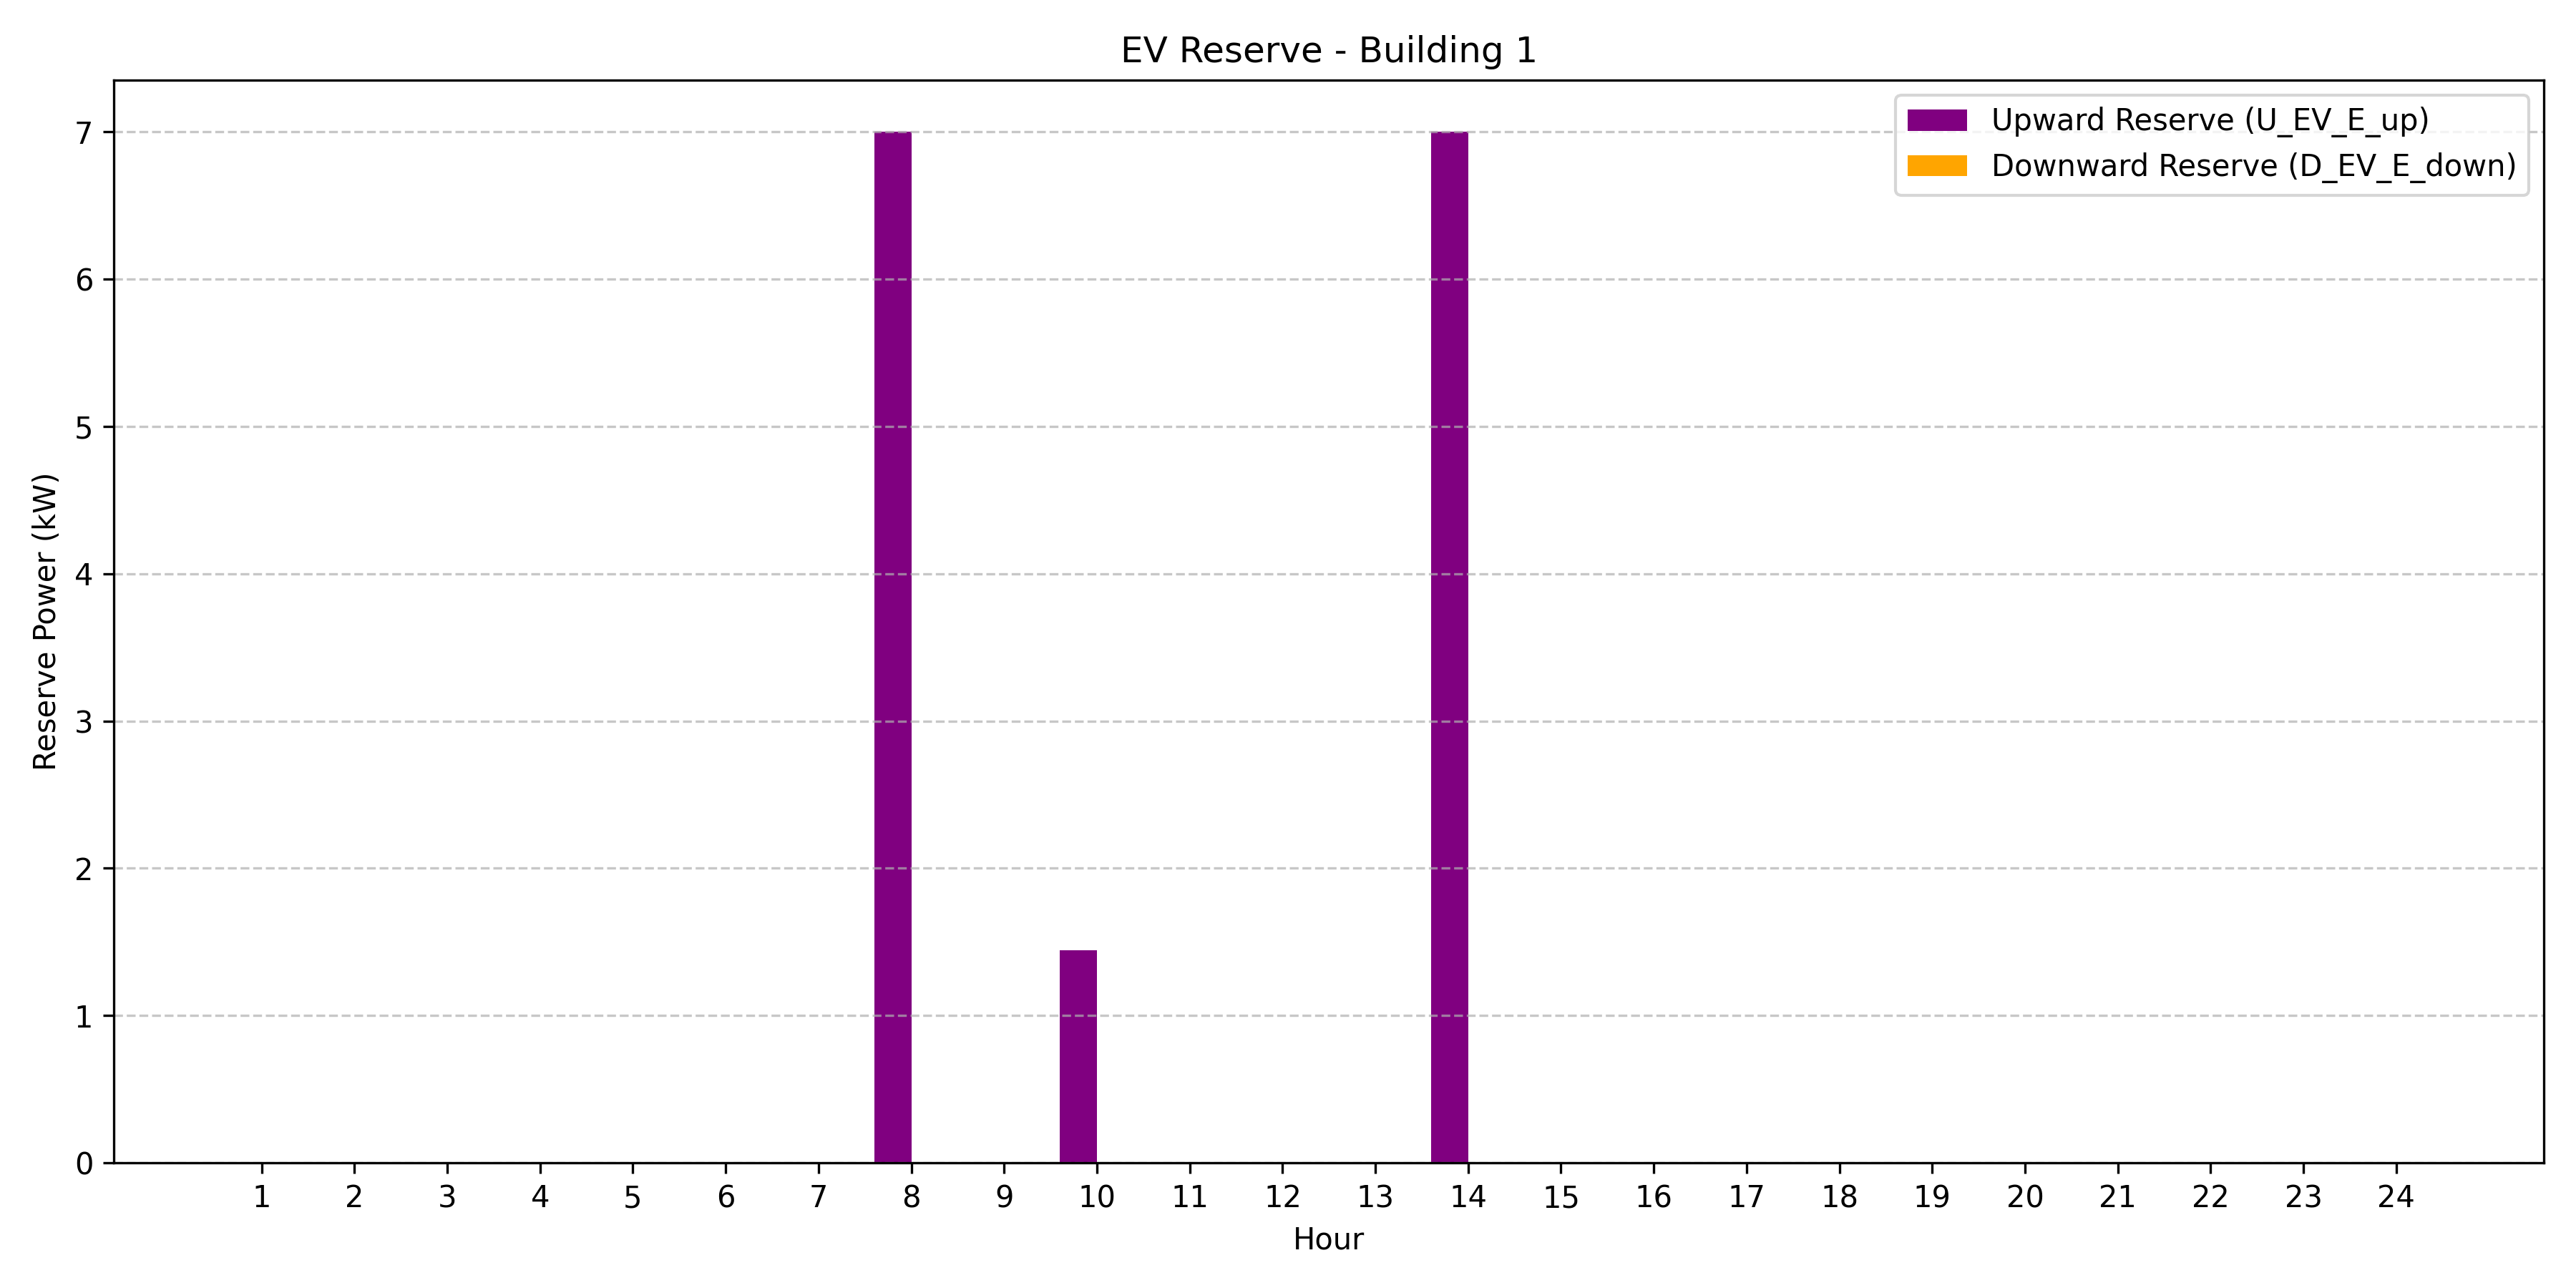 EV Reserve - Building 1
Upward Reserve (U_EV_E_up)
Downward Reserve (D_EV_E_down)
Reserve Power (kW)
7
6
5
4
3
2
1
0
1 2 3 4 5 6 7 8 9 10 11 12 13 14 15 16 17 18 19 20 21 22 23 24
Hour